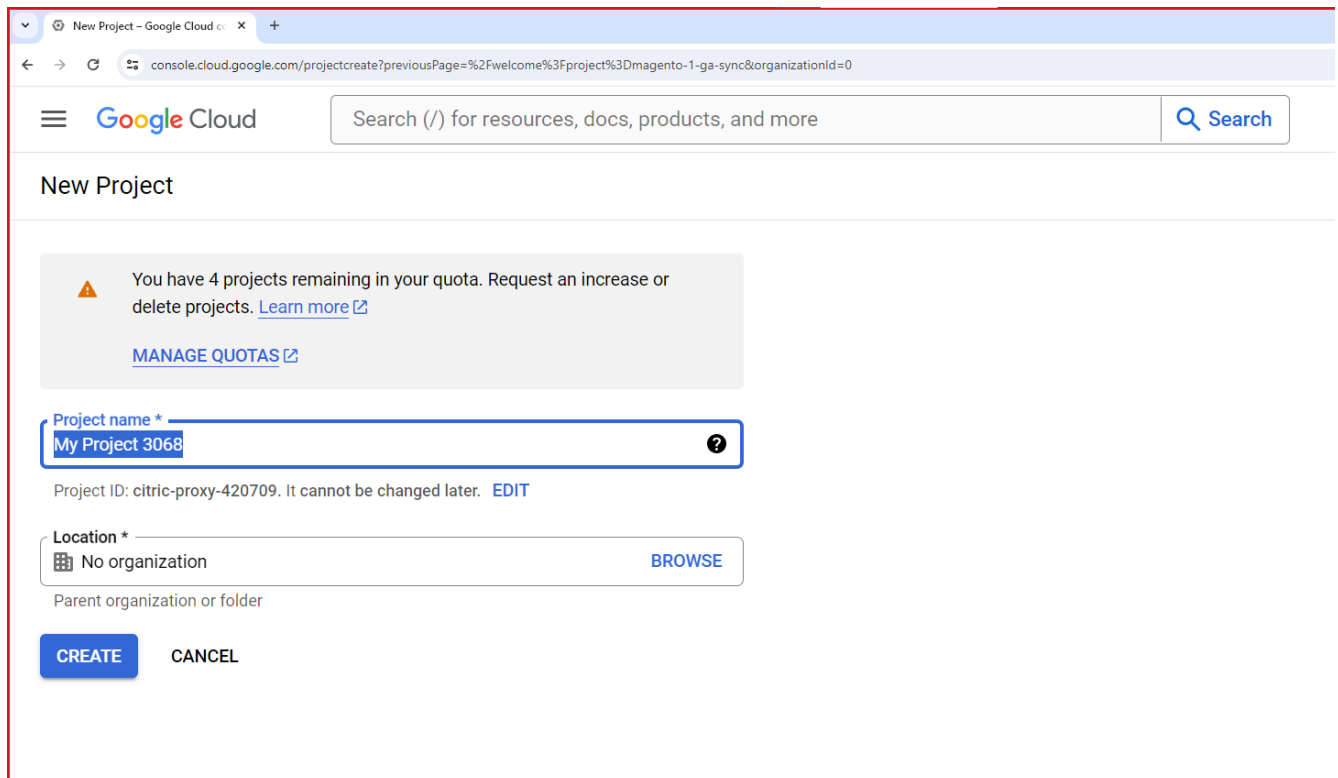 New Project – Google Cloud cc
console.cloud.google.com/projectcreate?previousPage=%2Fwelcome%3Fproject%3Dmagento-1-ga-sync&organizationId=0
Google Cloud
Search (/) for resources, docs, products, and more
Search
New Project
You have 4 projects remaining in your quota. Request an increase or
delete projects. Learn more
MANAGE QUOTAS
Project name *
My Project 3068
Project ID: citric-proxy-420709. It cannot be changed later. EDIT
Location *
No organization
BROWSE
Parent organization or folder
CREATE
CANCEL